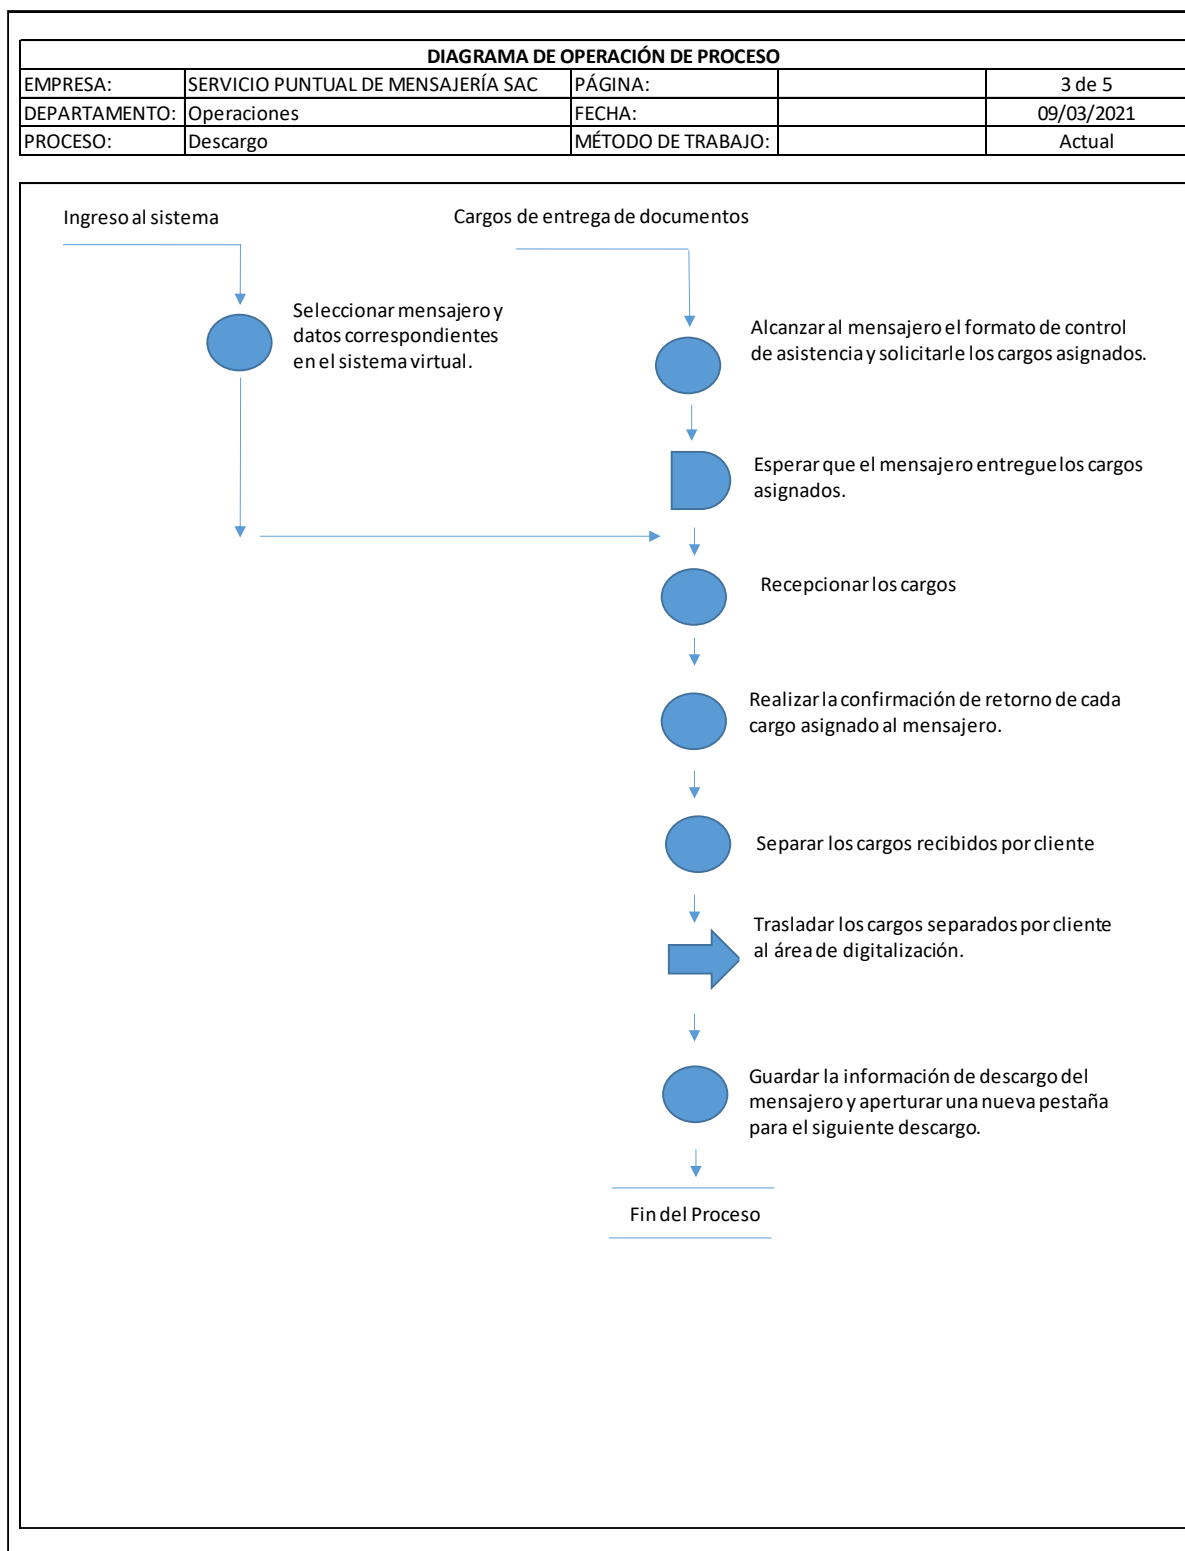 DIAGRAMA DE OPERACIÓN DE PROCESO
EMPRESA: SERVICIO PUNTUAL DE MENSAJERÍA SAC PÁGINA: 3 de 5
DEPARTAMENTO: Operaciones FECHA: 09/03/2021
PROCESO: Descargo MÉTODO DE TRABAJO: Actual
Ingreso al sistema
Cargos de entrega de documentos
Seleccionar mensajero y
datos correspondientes
en el sistema virtual.
Alcanzar al mensajero el formato de control
de asistencia y solicitarle los cargos asignados.
Esperar que el mensajero entregue los cargos
asignados.
Recepcionar los cargos
Realizar la confirmación de retorno de cada
cargo asignado al mensajero.
Separar los cargos recibidos por cliente
Trasladar los cargos separados por cliente
al área de digitalización.
Guardar la información de descargo del
mensajero y aperturar una nueva pestaña
para el siguiente descargo.
Fin del Proceso